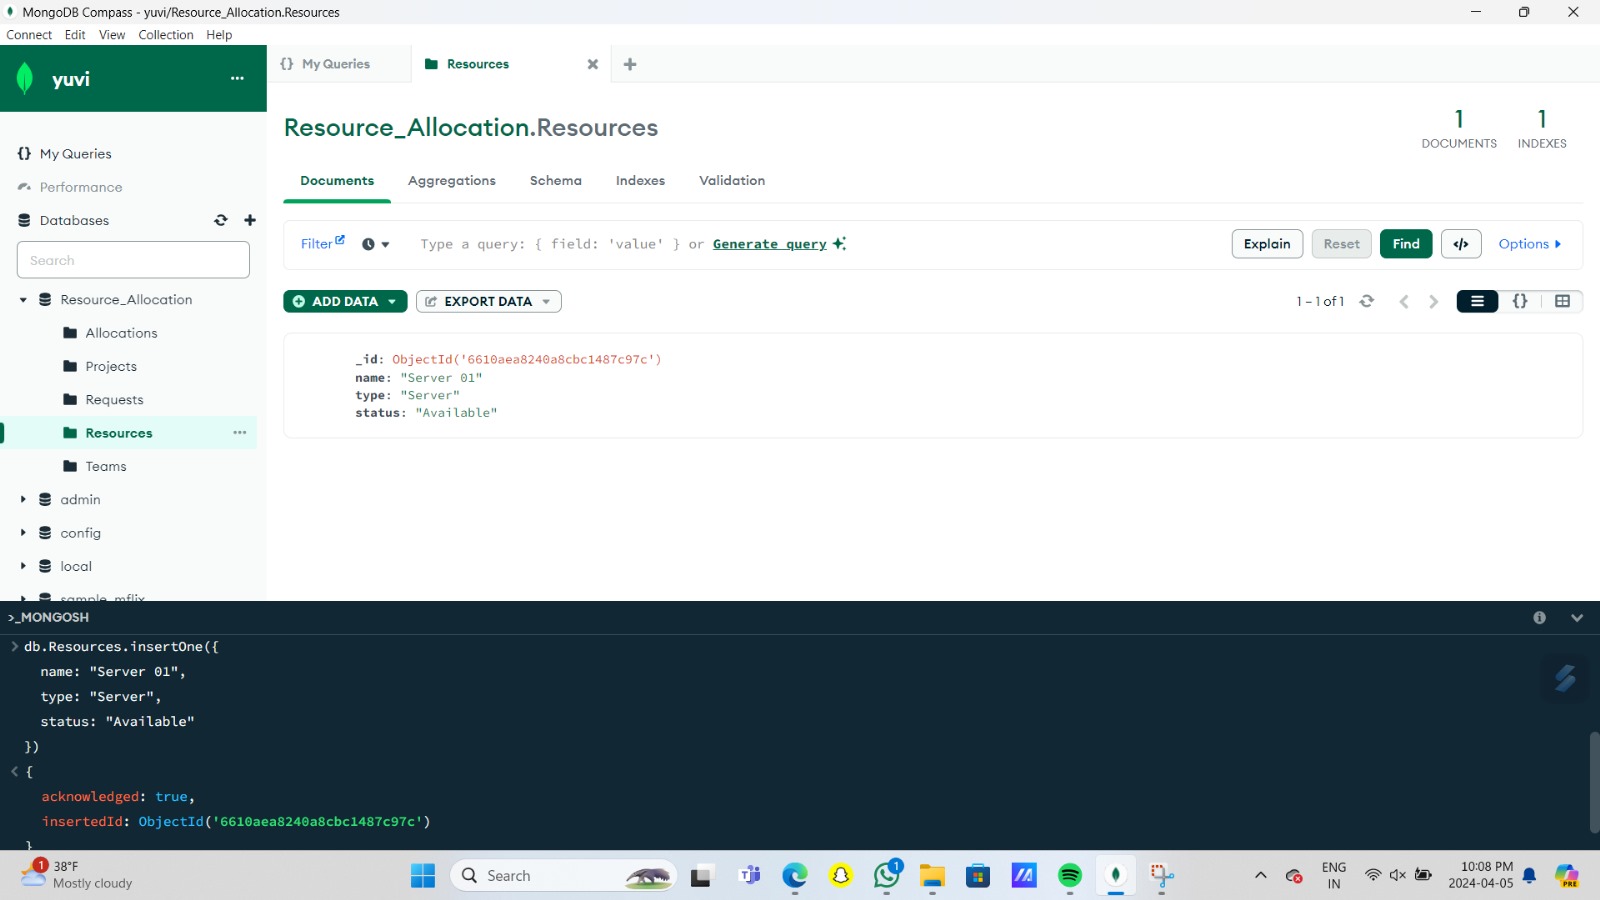 MongoDB Compass - yuvi/Resource_Allocation.Resources
Connect Edit View Collection Help
yuvi
{} My Queries
Resources
{} My Queries
Performance
Databases
Search
Resource_Allocation
Allocations
Projects
Requests
Resources
Teams
admin
config
local
sample_mflix
Resource_Allocation.Resources
1
DOCUMENTS
1
INDEXES
Documents Aggregations Schema Indexes Validation
Filter Type a query: { field: 'value' } or Generate query Explain Reset Find </> Options
ADD DATA EXPORT DATA 1 – 1 of 1 {}
_id: ObjectId('6610aea8240a8cbc1487c97c')
name: "Server 01"
type: "Server"
status: "Available"
>_MONGOSH
> db.Resources.insertOne({
name: "Server 01",
type: "Server",
status: "Available"
})
< {
acknowledged: true,
insertedId: ObjectId('6610aea8240a8cbc1487c97c')
}
1
38°F
Mostly cloudy
Search
1
ENG
IN
10:08 PM
2024-04-05
PRE